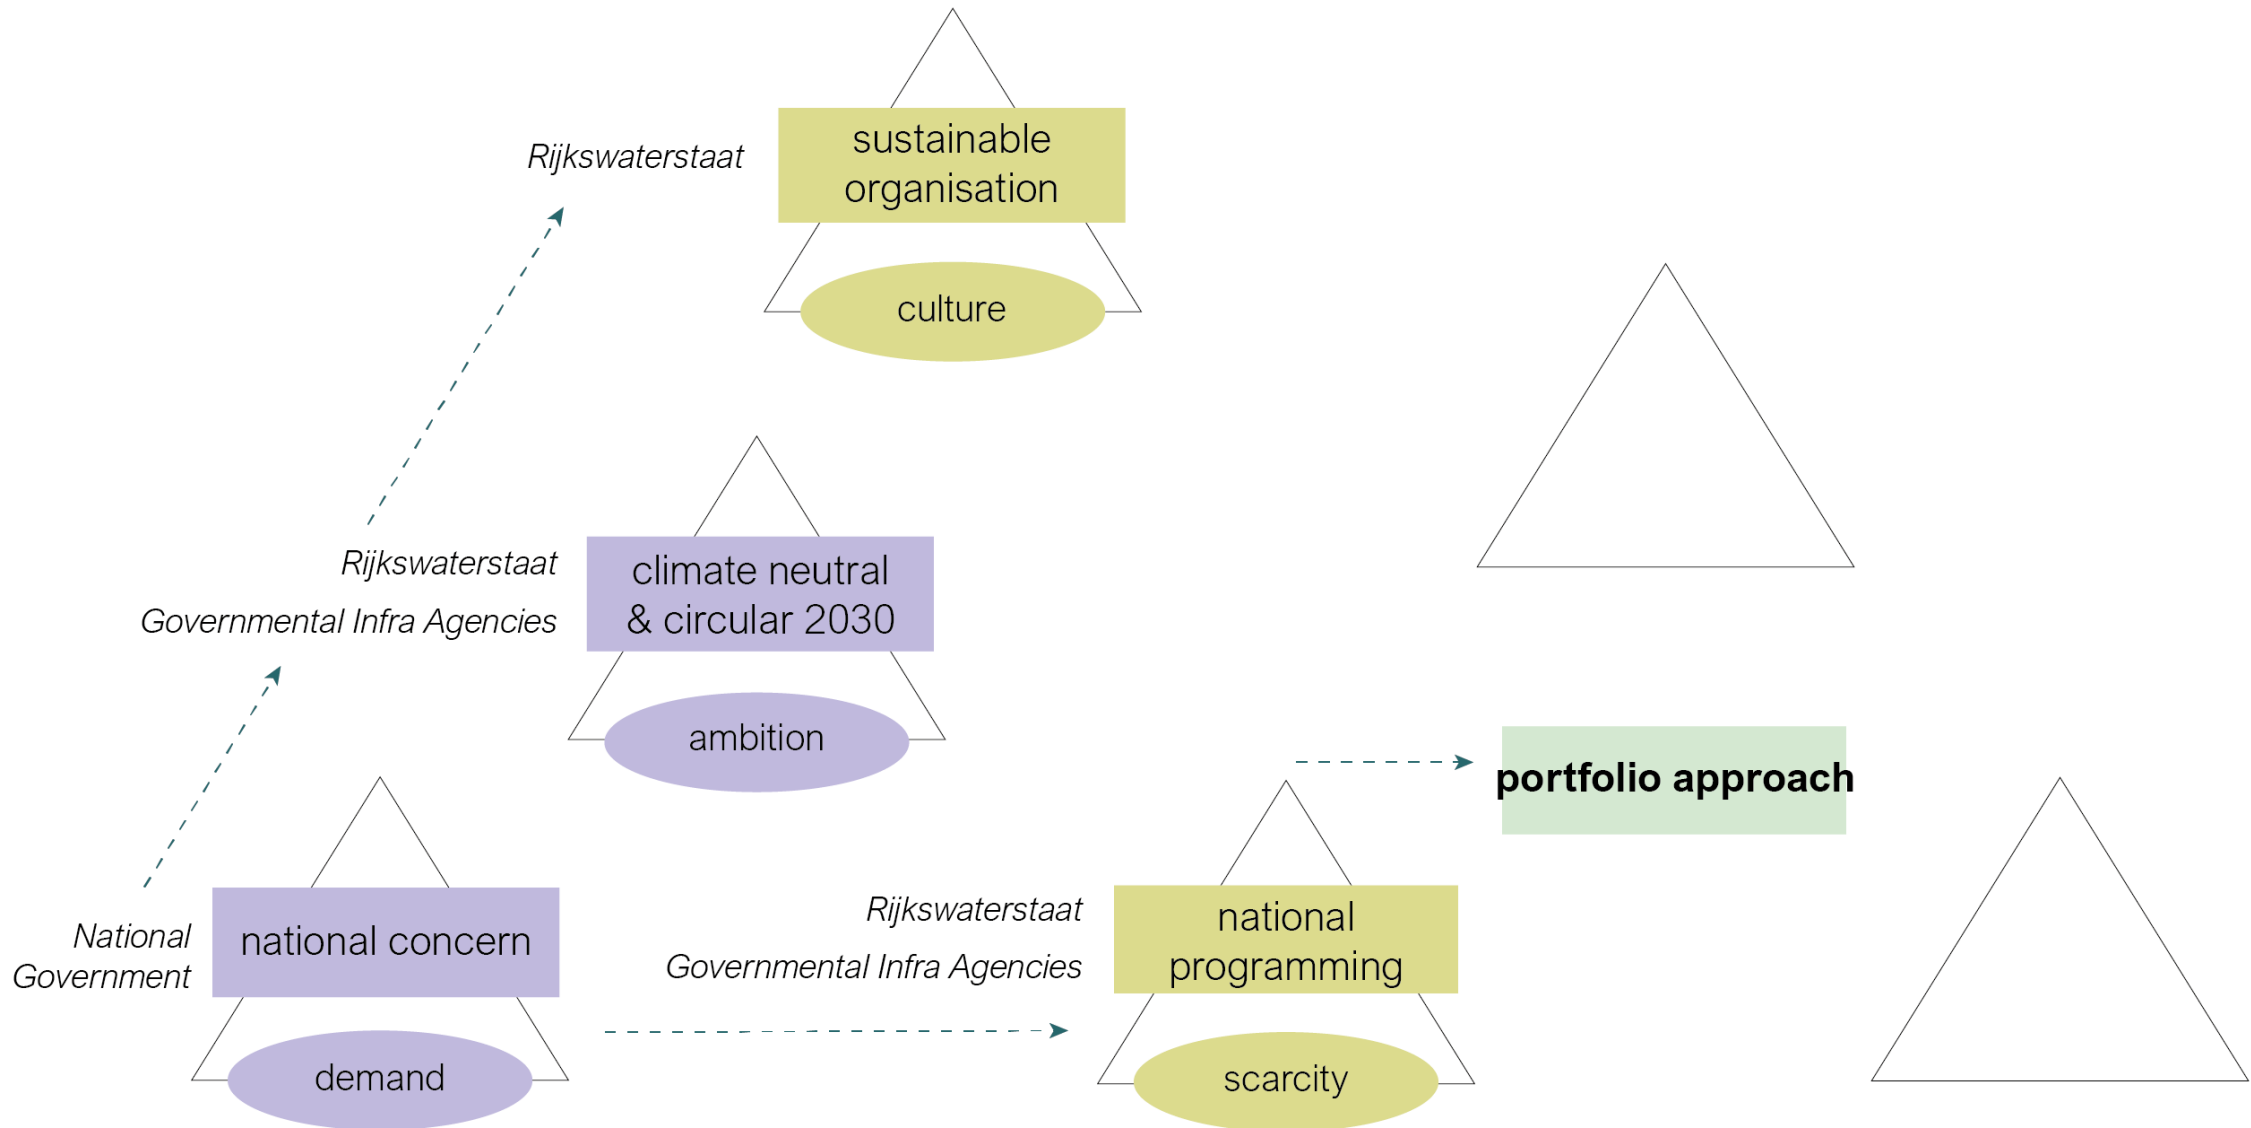 sustainable
organisation
Rijkswaterstaat
culture
Rijkswaterstaat
Governmental Infra Agencies
climate neutral
& circular 2030
ambition
portfolio approach
National
Government
national concern
demand
Rijkswaterstaat
Governmental Infra Agencies
national
programming
scarcity